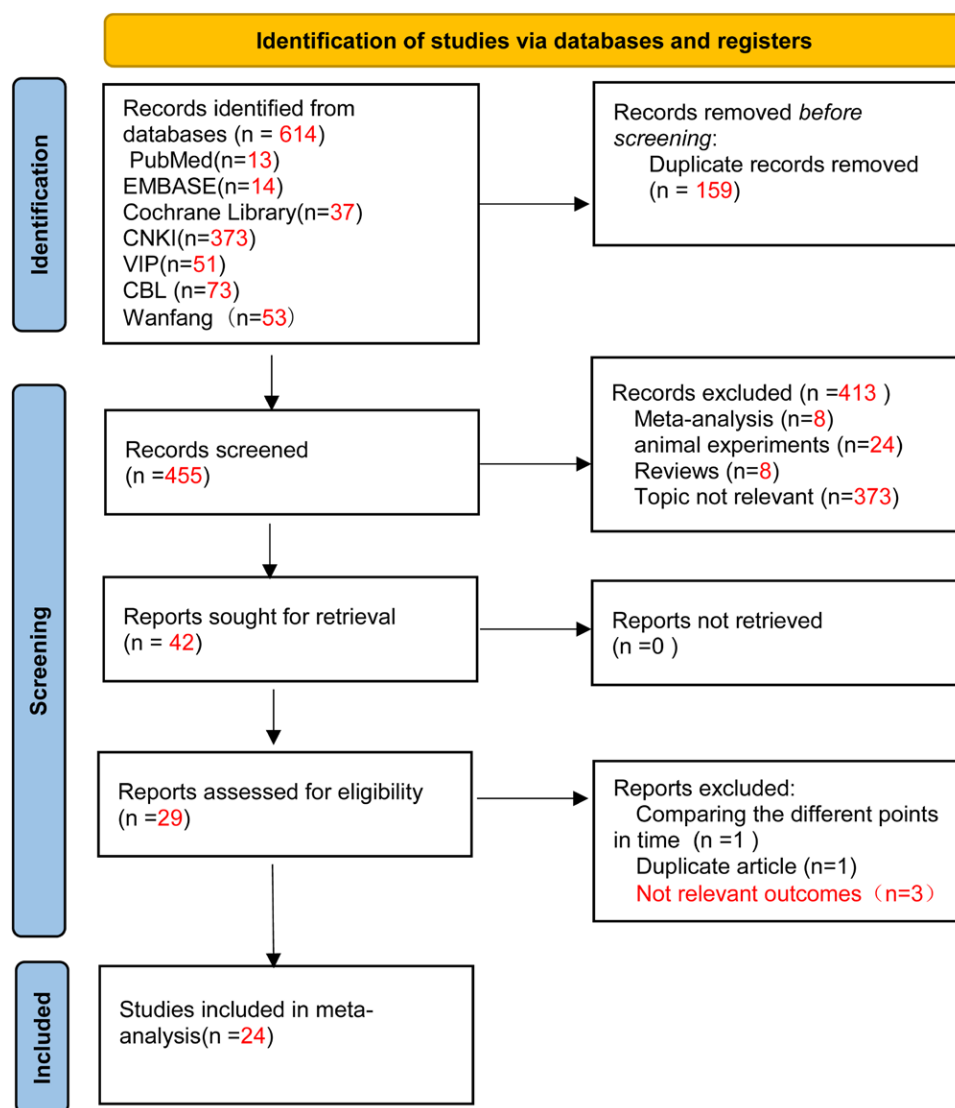 Identification of studies via databases and registers
Identification
Records identified from
databases (n = 614)
PubMed(n=13)
EMBASE(n=14)
Cochrane Library(n=37)
CNKI(n=373)
VIP(n=51)
CBL (n=73)
Wanfang（n=53）
Records removed before
screening:
Duplicate records removed
(n = 159)
Screening
Records screened
(n =455)
Records excluded (n =413 )
Meta-analysis (n=8)
animal experiments (n=24)
Reviews (n=8)
Topic not relevant (n=373)
Reports sought for retrieval
(n = 42)
Reports not retrieved
(n =0 )
Reports assessed for eligibility
(n =29)
Reports excluded:
Comparing the different points
in time (n =1 )
Duplicate article (n=1)
Not relevant outcomes（n=3）
Included
Studies included in meta-
analysis(n =24)